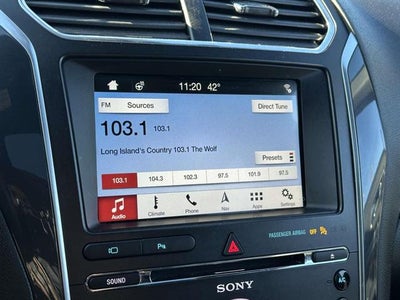 11:20 42°
FM Sources Direct Tune
103.1 103.1
Long Island's Country 103.1 The Wolf
Presets
103.1 104.3 102.3 97.5 101.9 97.5
Audio Climate Phone Nav Apps Settings
PASSENGER AIRBAG OFF
SOUND
SONY
AC